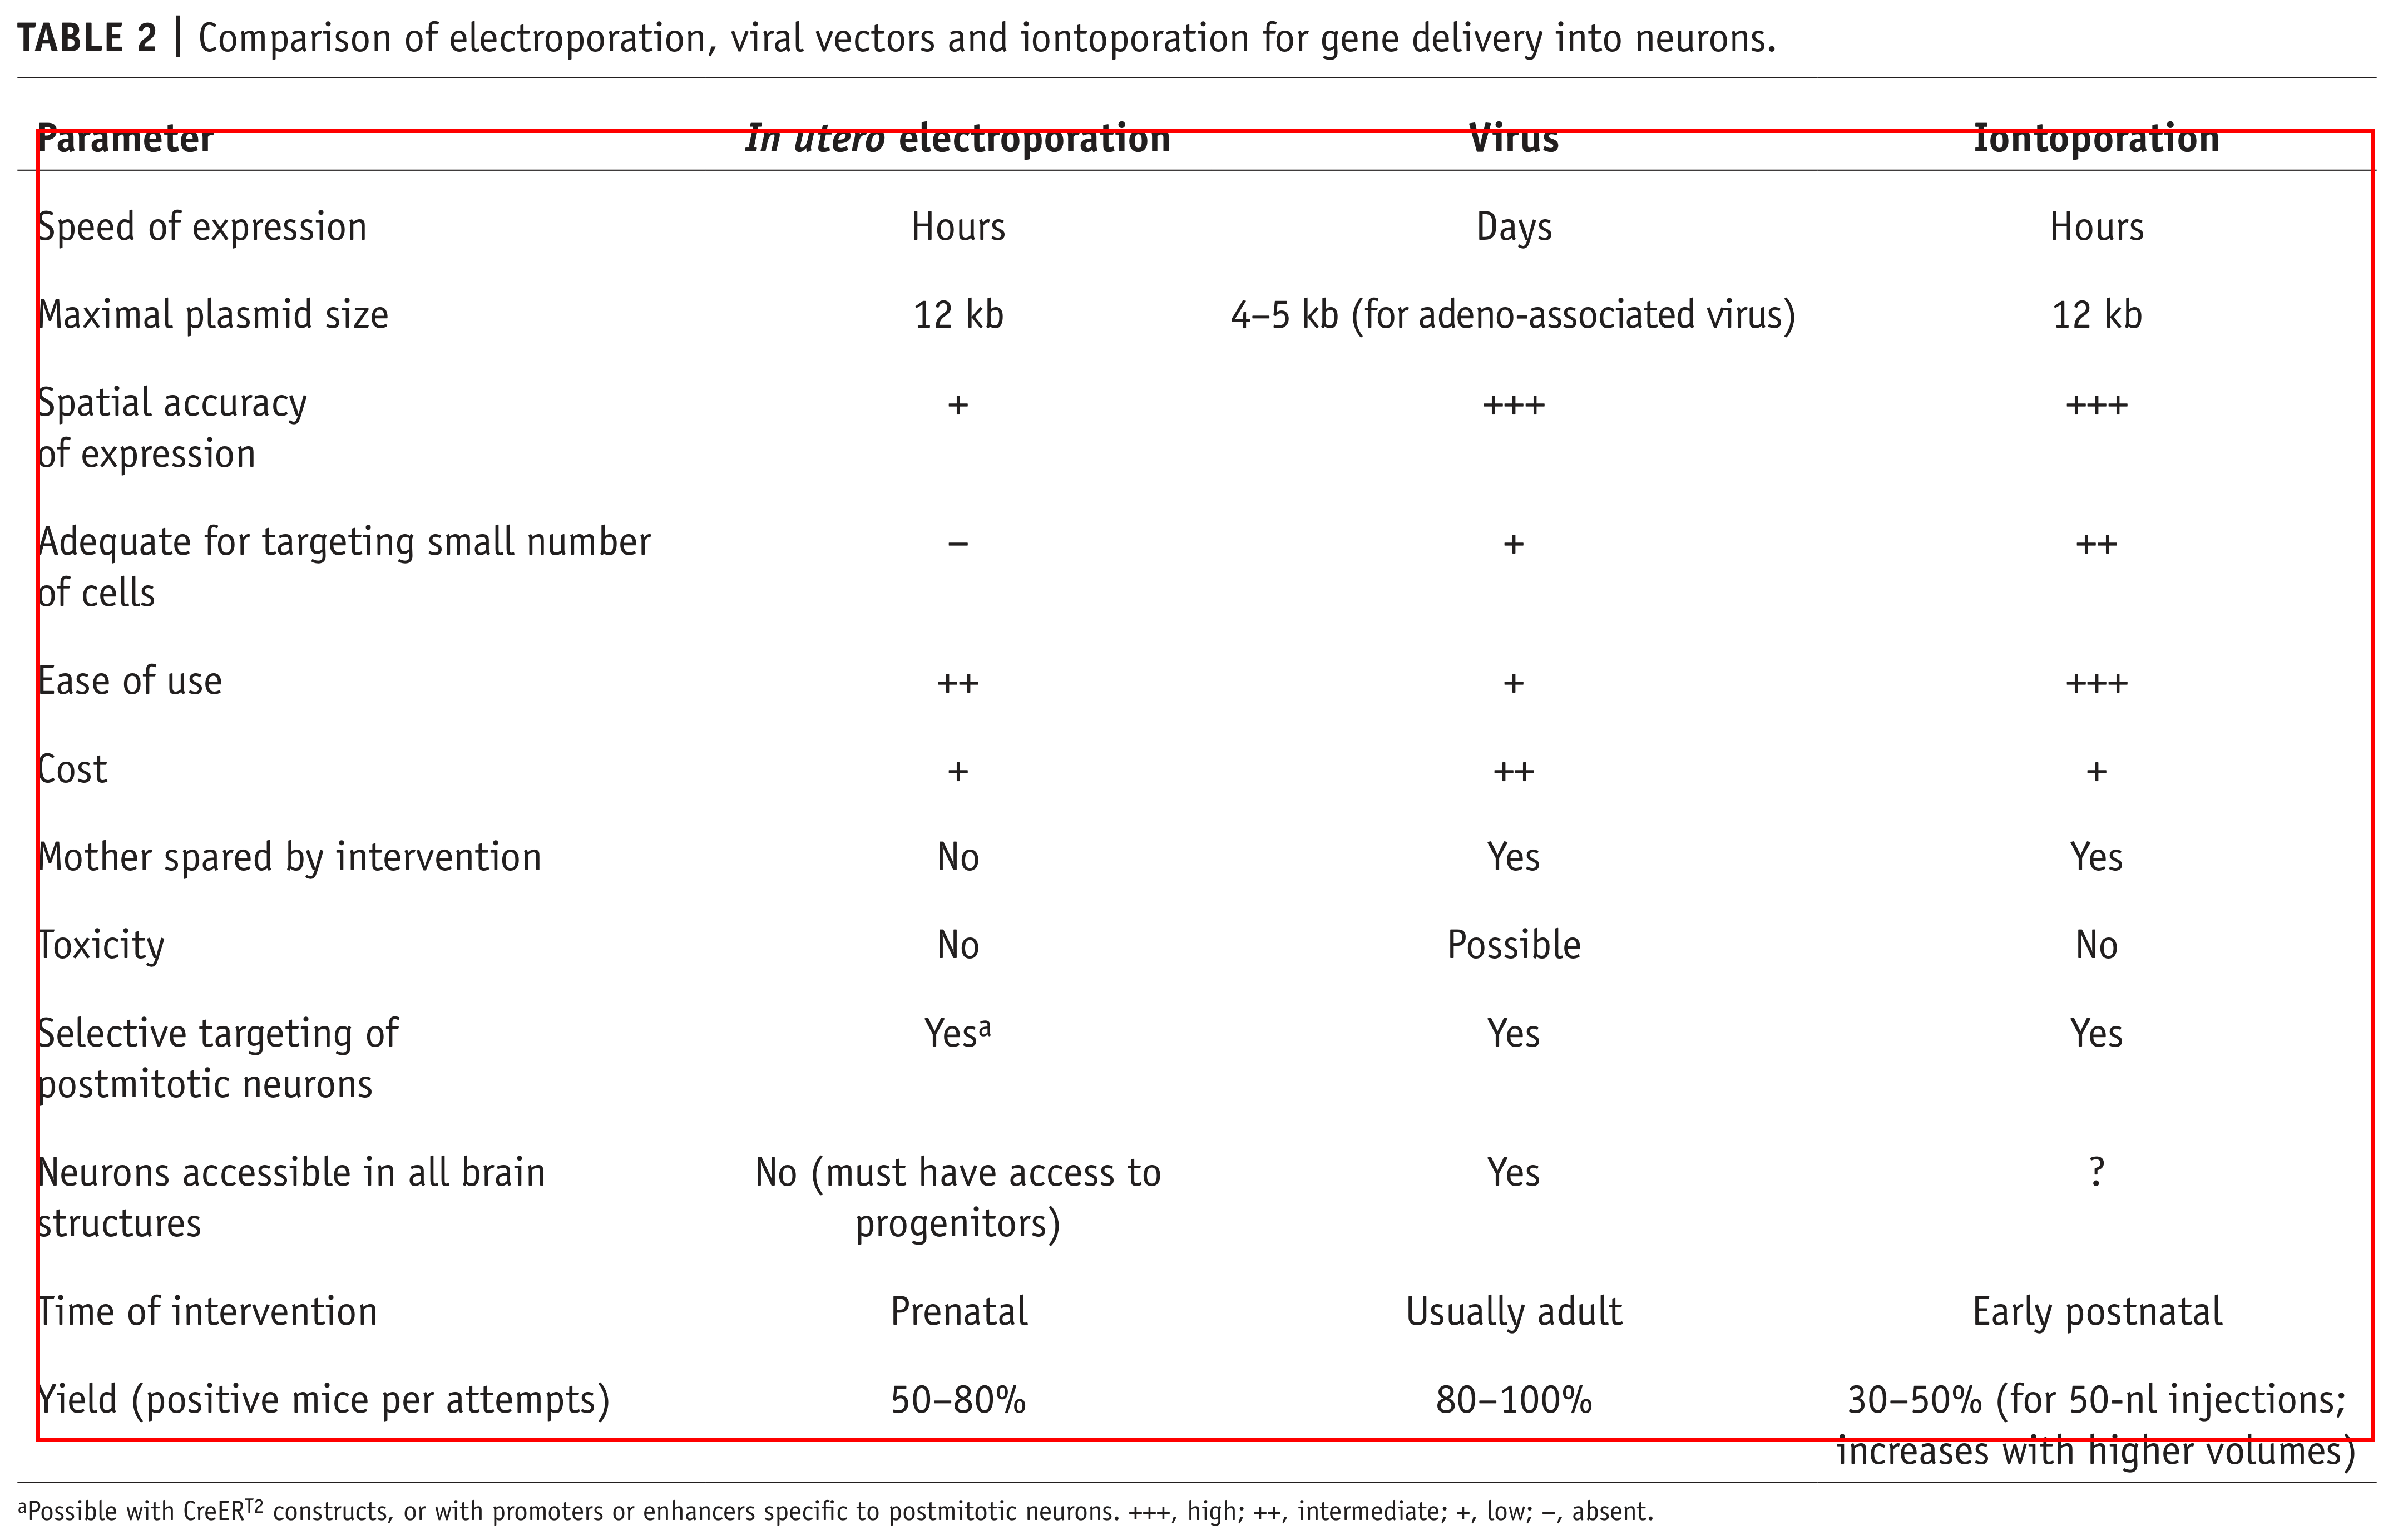 TABLE 2 | Comparison of electroporation, viral vectors and iontoporation for gene delivery into neurons.
Parameter In utero electroporation Virus Iontoporation
Speed of expression Hours Days Hours
Maximal plasmid size 12 kb 4–5 kb (for adeno-associated virus) 12 kb
Spatial accuracy + +++ +++
of expression
Adequate for targeting small number – + ++
of cells
Ease of use ++ + +++
Cost + ++ +
Mother spared by intervention No Yes Yes
Toxicity No Possible No
Selective targeting of Yesᵃ Yes Yes
postmitotic neurons
Neurons accessible in all brain No (must have access to Yes ?
structures progenitors)
Time of intervention Prenatal Usually adult Early postnatal
Yield (positive mice per attempts) 50–80% 80–100% 30–50% (for 50-nl injections;
increases with higher volumes)
ᵃPossible with CreERᵀ² constructs, or with promoters or enhancers specific to postmitotic neurons. +++, high; ++, intermediate; +, low; –, absent.